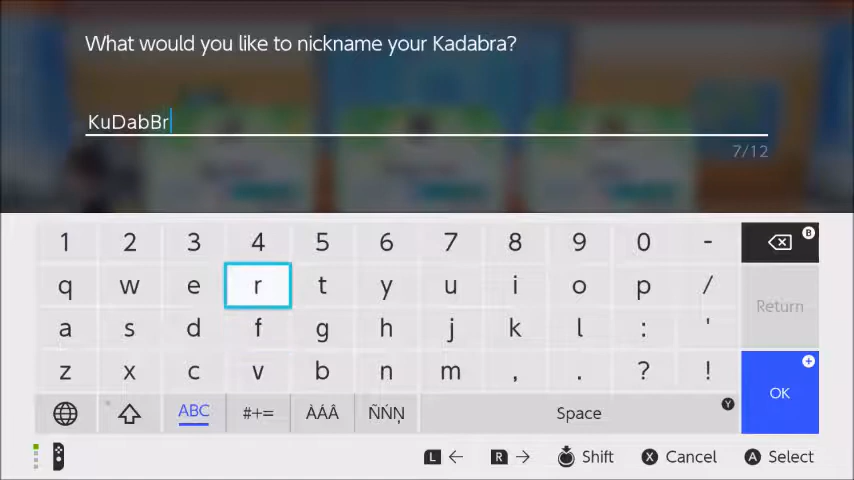 What would you like to nickname your Kadabra?
KuDabBr
7/12
1 2 3 4 5 6 7 8 9 0 - B
q w e r t y u i o p / Return
a s d f g h j k l : '
z x c v b n m , . ? ! + OK
ABC #+= ÀÁÂ ÑŃŅ Space Y
L ← R → Shift X Cancel A Select